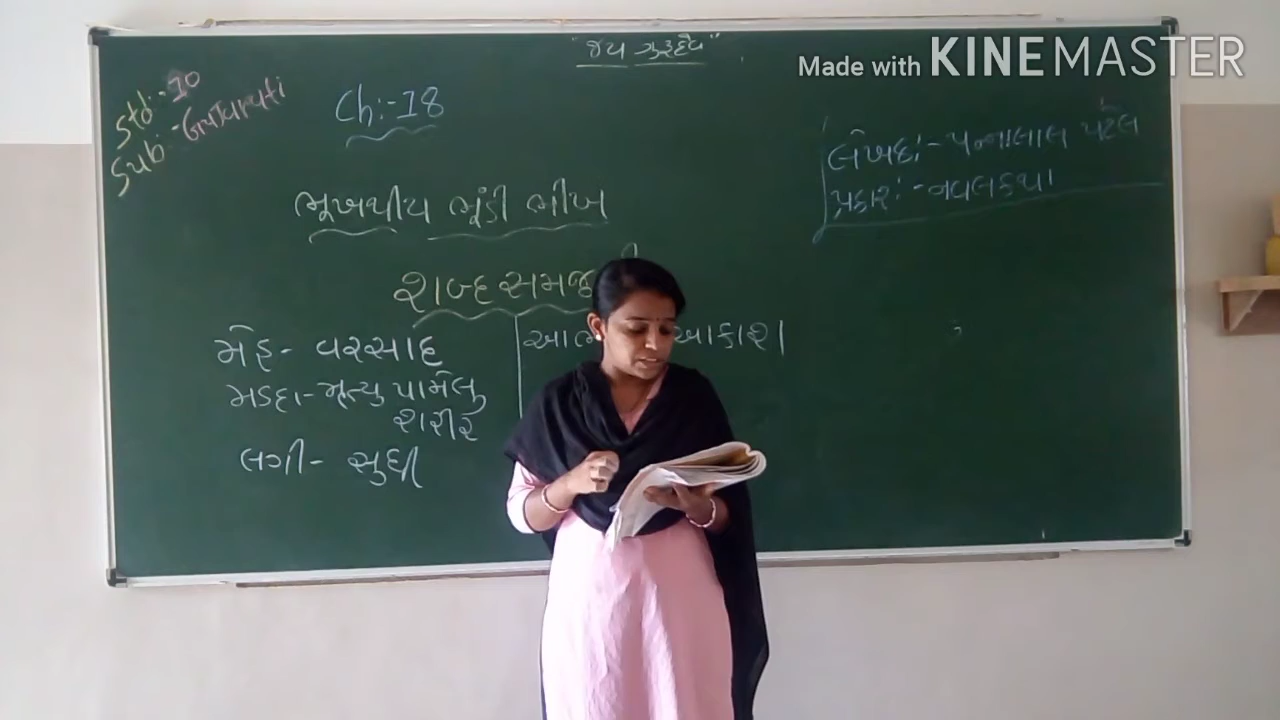 "જય ગુરૂદેવ"
Made with KINEMASTER
Std:-10
Sub:-Gujarati
Ch:-18
લેખક:- પન્નાલાલ પટેલ
પ્રકાર:- નવલકથા
ભૂખથીય ભૂંડી ભીખ
શબ્દસમજૂ
મેહ- વરસાદ
મડદા- મૃત્યુ પામેલુ
શરીર
લગી- સુધી
આકાશ